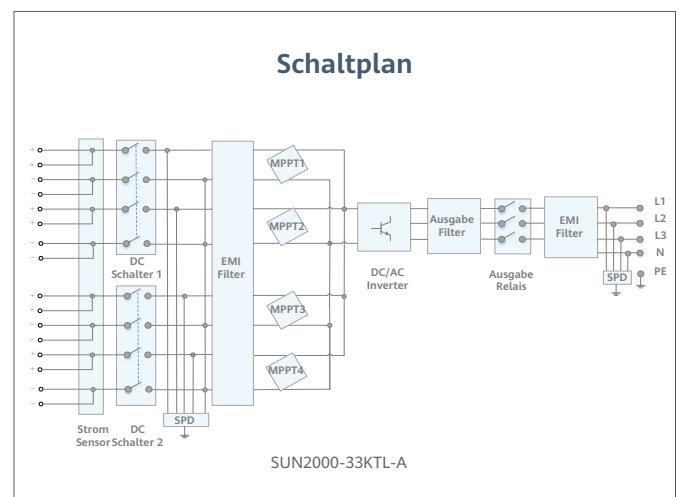 Schaltplan
+
+
−
−
+
+
−
−
DC
Schalter 1
+
+
−
−
+
+
−
−
Strom
Sensor
DC
Schalter 2
SPD
EMI
Filter
MPPT1
MPPT2
MPPT3
MPPT4
DC/AC
Inverter
Ausgabe
Filter
Ausgabe
Relais
EMI
Filter
SPD
L1
L2
L3
N
PE
SUN2000-33KTL-A